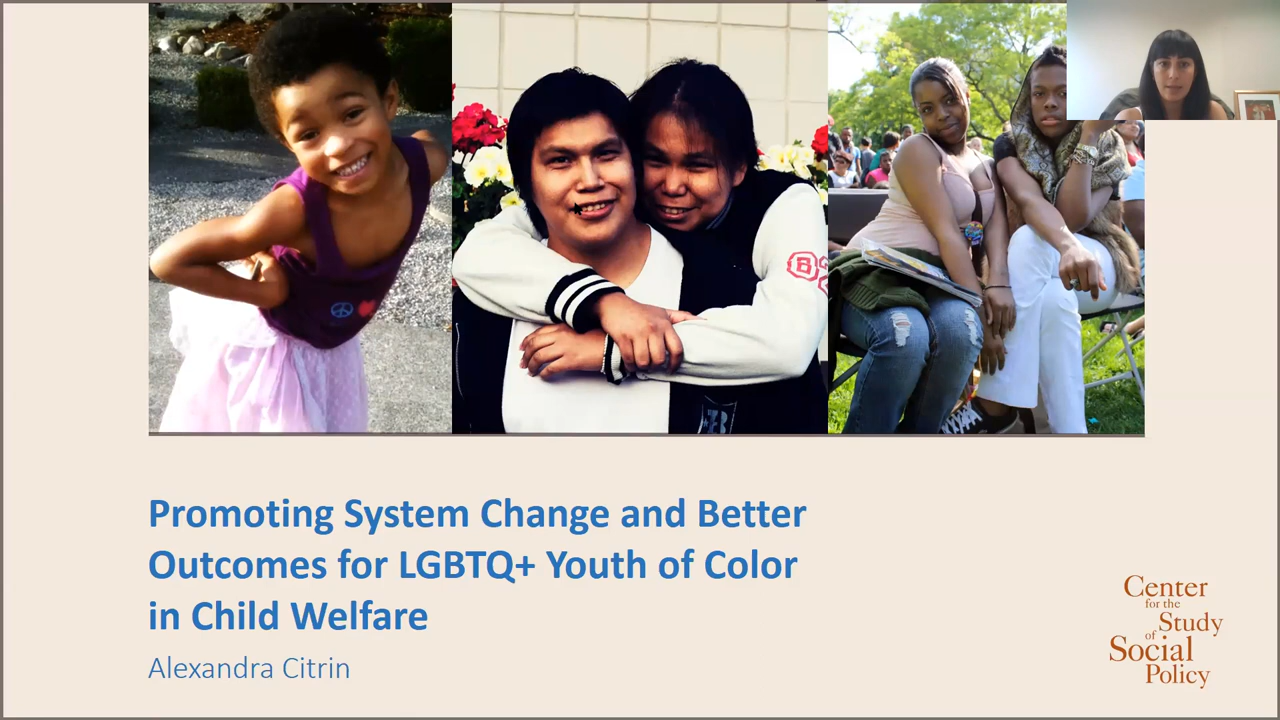 Promoting System Change and Better
Outcomes for LGBTQ+ Youth of Color
in Child Welfare
Alexandra Citrin
Center
for the
Study
of
Social
Policy